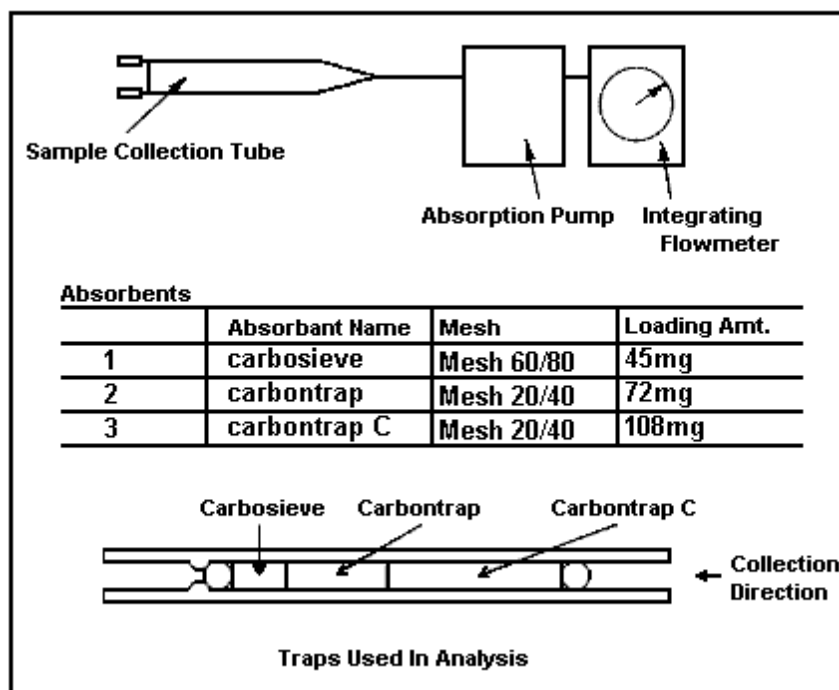 Sample Collection Tube
Absorption Pump
Integrating
Flowmeter
Absorbents
Absorbant Name Mesh Loading Amt.
1 carbosieve Mesh 60/80 45mg
2 carbontrap Mesh 20/40 72mg
3 carbontrap C Mesh 20/40 108mg
Carbosieve Carbontrap Carbontrap C
Collection
Direction
Traps Used In Analysis